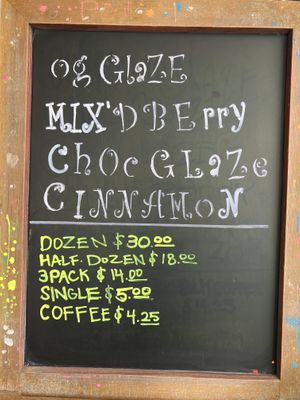 OG GLaZE
MIX'D BErry
ChOC GLaZe
CINNAMON
DOZEN $30.00
HALF DOZEN $18.00
3PACK $14.00
SINGLE $5.00
COFFEE $4.25